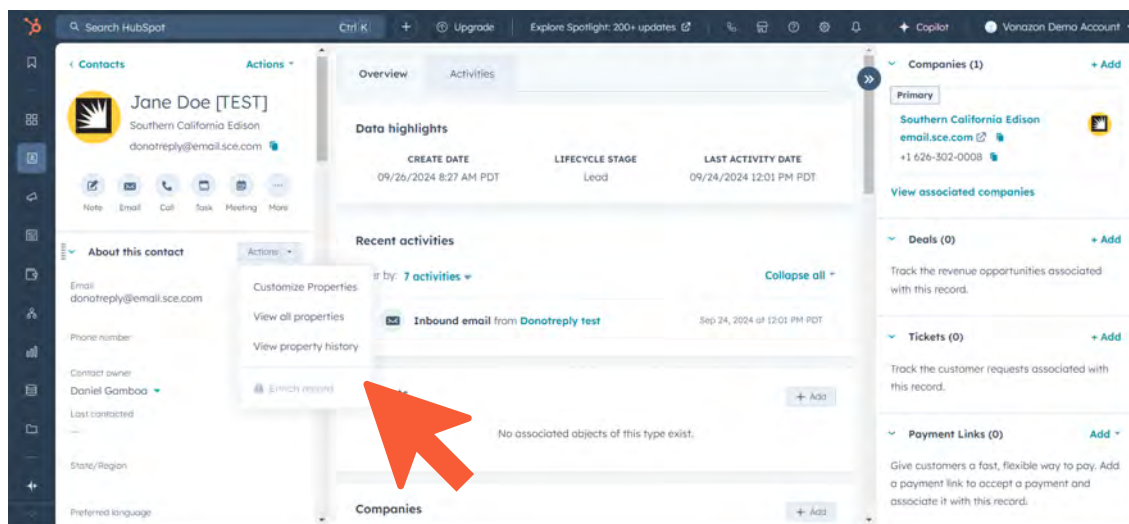 Search HubSpot
Ctrl K
Upgrade
Explore Spotlight: 200+ updates
Copilot
Vonazon Demo Account
Contacts
Actions
Jane Doe [TEST]
Southern California Edison
donotreply@email.sce.com
Note Email Call Task Meeting More
About this contact
Actions
Email
donotreply@email.sce.com
Phone number
Contact owner
Daniel Gamboa
Last contacted
--
State/Region
Preferred language
Customize Properties
View all properties
View property history
Enrich record
Overview Activities
Data highlights
CREATE DATE LIFECYCLE STAGE LAST ACTIVITY DATE
09/26/2024 8:27 AM PDT Lead 09/24/2024 12:01 PM PDT
Recent activities
by: 7 activities
Collapse all
Inbound email from Donotreply test
Sep 24, 2024 at 12:01 PM PDT
+ Add
No associated objects of this type exist.
Companies
+ Add
Companies (1)
+ Add
Primary
Southern California Edison
email.sce.com
+1 626-302-0008
View associated companies
Deals (0)
+ Add
Track the revenue opportunities associated
with this record.
Tickets (0)
+ Add
Track the customer requests associated with
this record.
Payment Links (0)
Add
Give customers a fast, flexible way to pay. Add
a payment link to accept a payment and
associate it with this record.